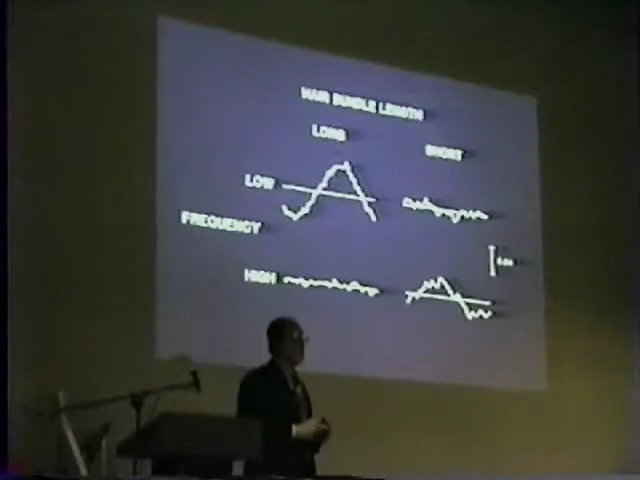 HAIR BUNDLE LENGTH
LONG SHORT
LOW
FREQUENCY
HIGH